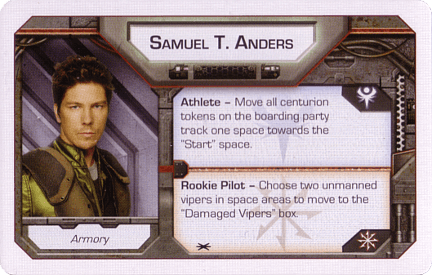 SAMUEL T. ANDERS
Athlete – Move all centurion
tokens on the boarding party
track one space towards the
"Start" space.
Rookie Pilot – Choose two unmanned
vipers in space areas to move to the
"Damaged Vipers" box.
Armory